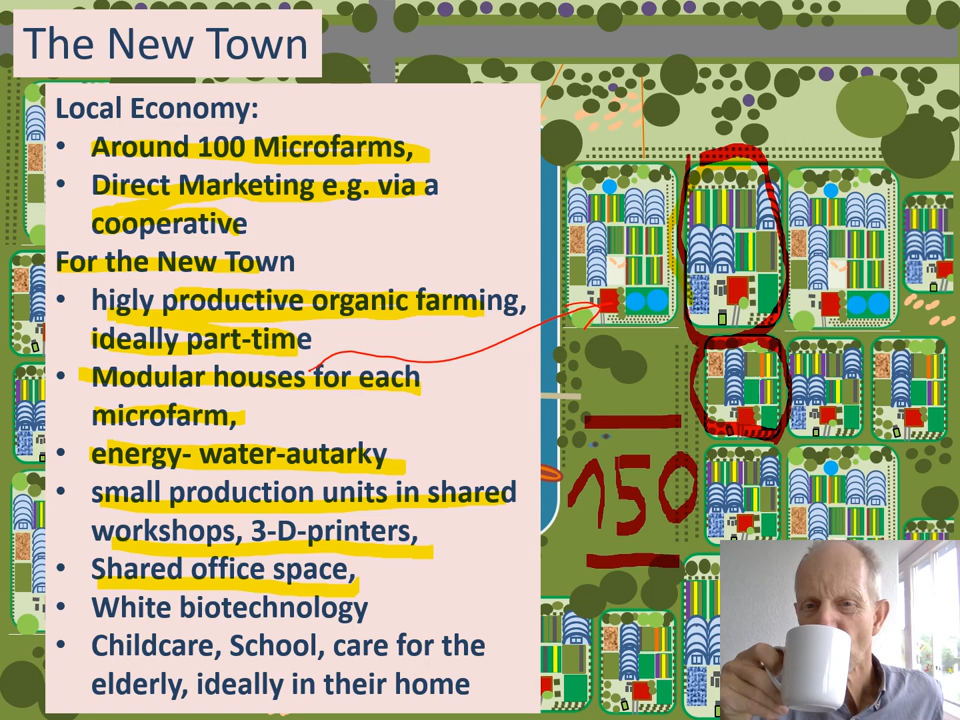 The New Town
Local Economy:
• Around 100 Microfarms,
• Direct Marketing e.g. via a
cooperative
For the New Town
• higly productive organic farming,
ideally part-time
• Modular houses for each
microfarm,
• energy- water-autarky
• small production units in shared
workshops, 3-D-printers,
• Shared office space,
• White biotechnology
• Childcare, School, care for the
elderly, ideally in their home
150